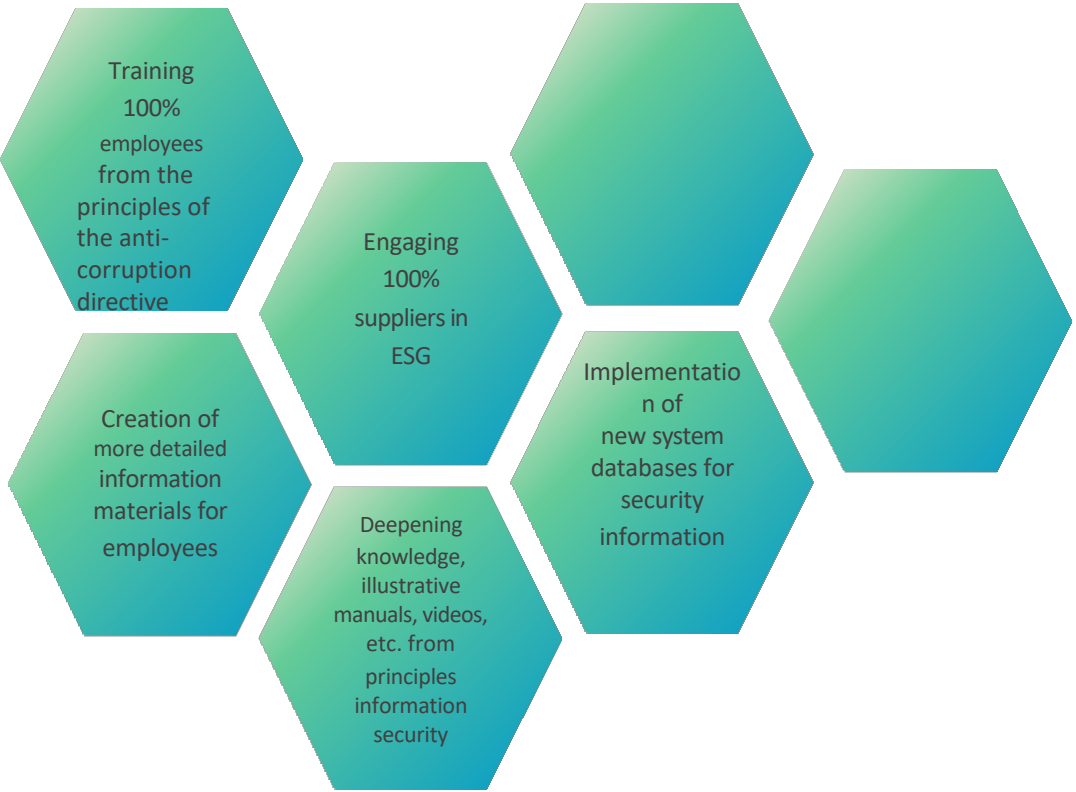 Training
100%
employees
from the
principles of
the anti-
corruption
directive
Engaging
100%
suppliers in
ESG
Creation of
more detailed
information
materials for
employees
Implementatio
n of
new system
databases for
security
information
Deepening
knowledge,
illustrative
manuals, videos,
etc. from
principles
information
security